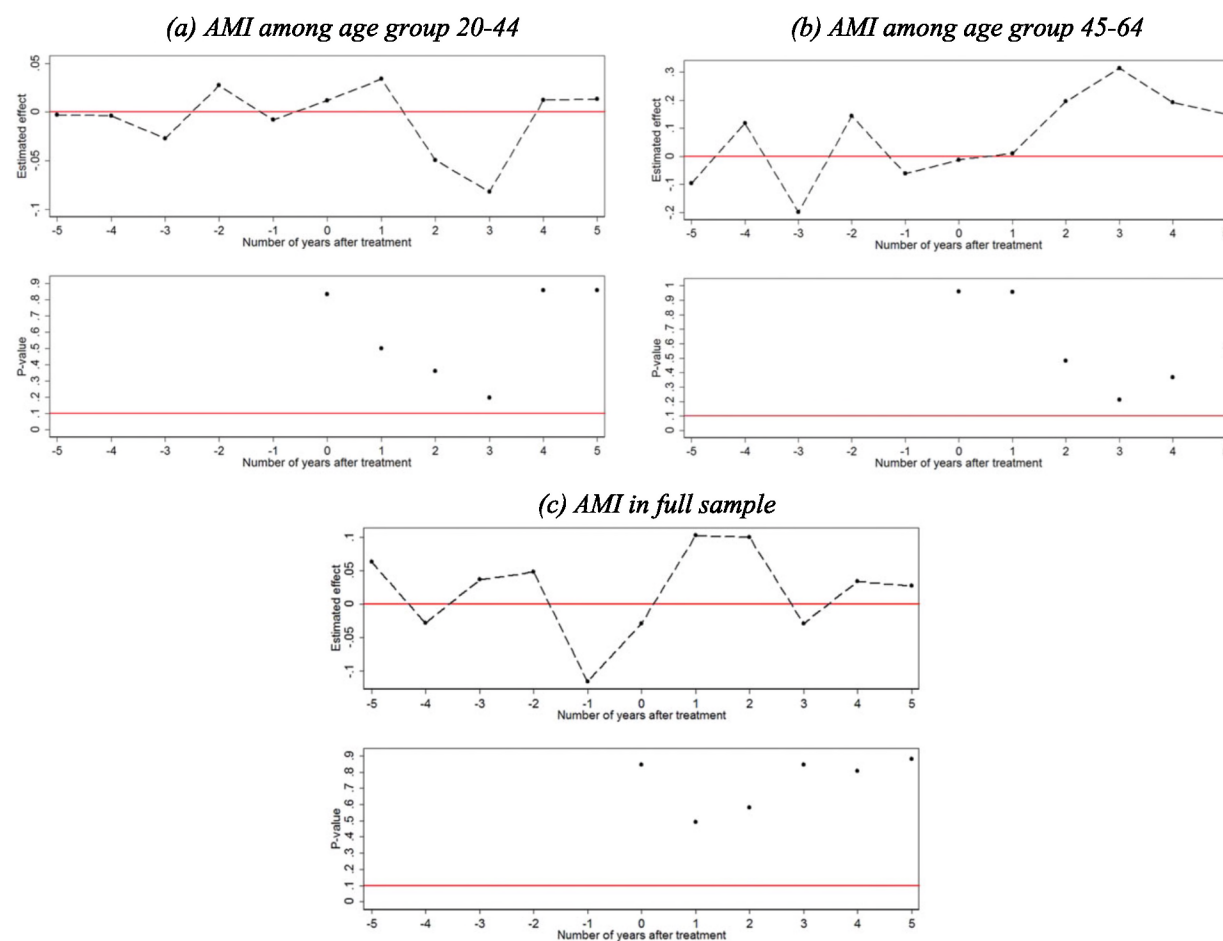 (a) AMI among age group 20-44
Estimated effect
.05
0
-.05
-.1
-5 -4 -3 -2 -1 0 1 2 3 4 5
Number of years after treatment
P-value
.9
.8
.7
.6
.5
.4
.3
.2
.1
0
-5 -4 -3 -2 -1 0 1 2 3 4 5
Number of years after treatment
(b) AMI among age group 45-64
Estimated effect
.3
.2
.1
0
-.1
-.2
-5 -4 -3 -2 -1 0 1 2 3 4
Number of years after treatment
P-value
1
.9
.8
.7
.6
.5
.4
.3
.2
.1
0
-5 -4 -3 -2 -1 0 1 2 3 4
Number of years after treatment
(c) AMI in full sample
Estimated effect
.1
.05
0
-.05
-.1
-5 -4 -3 -2 -1 0 1 2 3 4 5
Number of years after treatment
P-value
.9
.8
.7
.6
.5
.4
.3
.2
.1
0
-5 -4 -3 -2 -1 0 1 2 3 4 5
Number of years after treatment